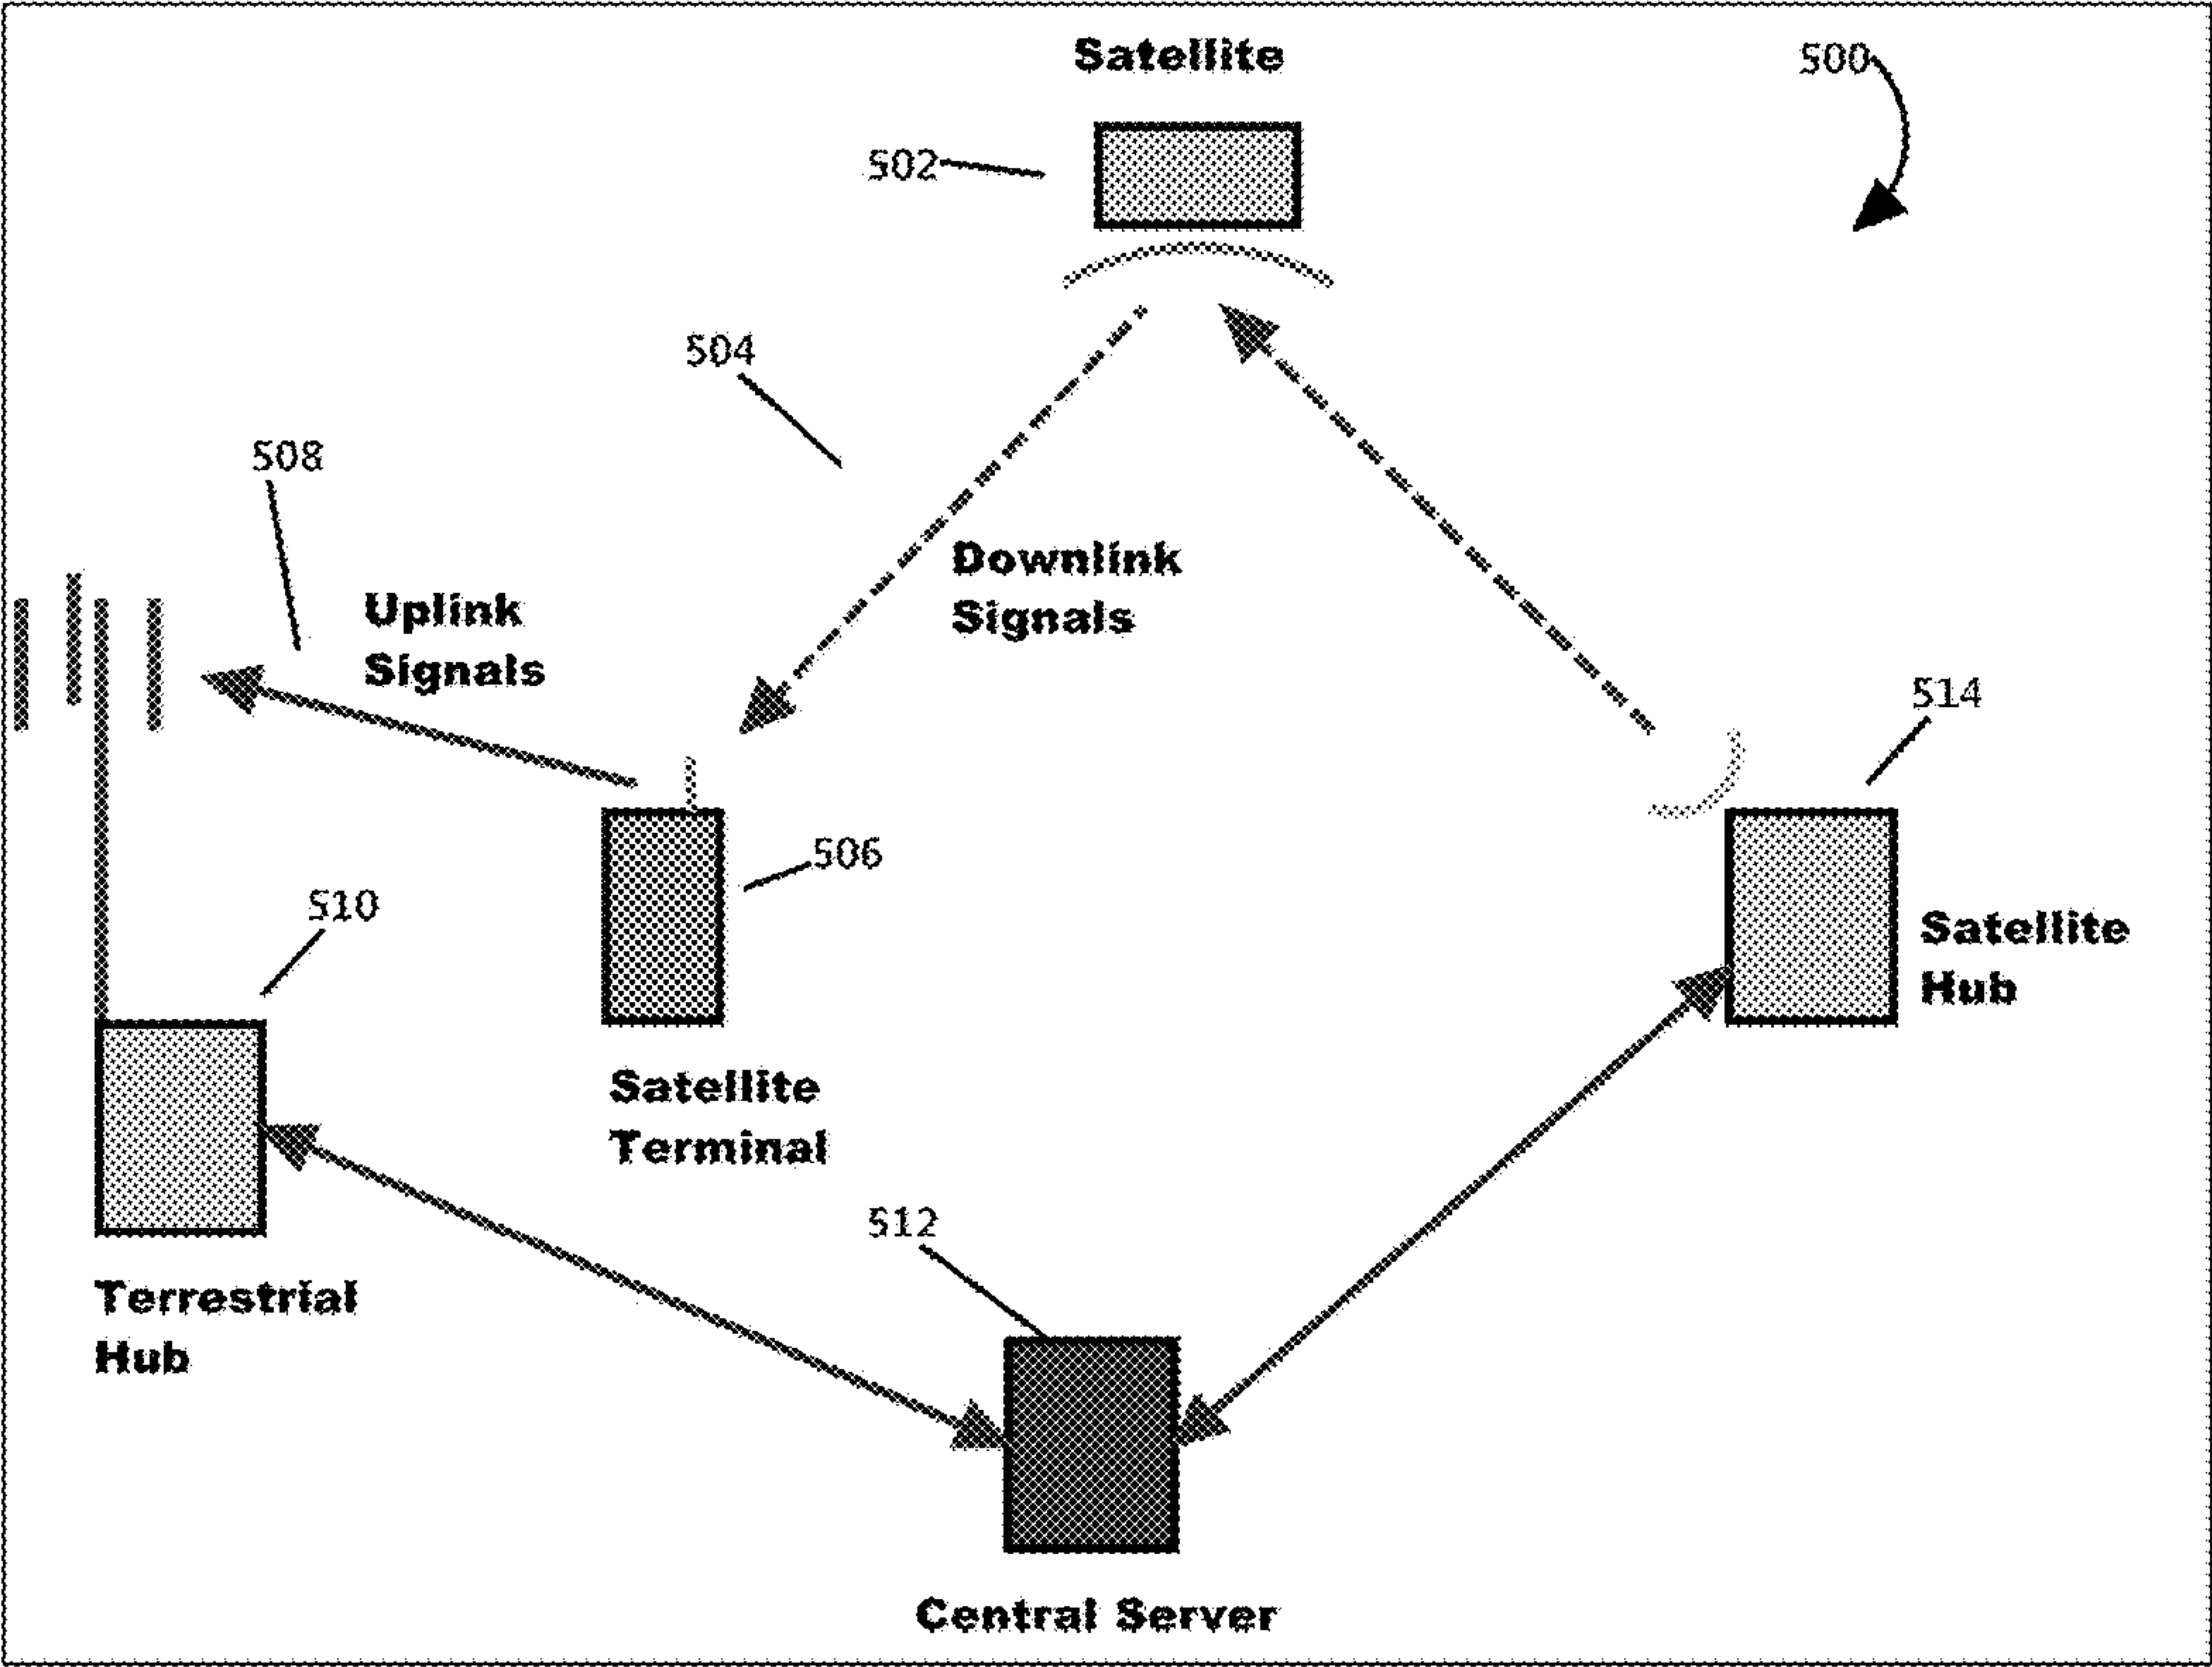 Satellite
500
502
504
508
Downlink
Signals
Uplink
Signals
514
506
510
Satellite
Hub
Satellite
Terminal
512
Terrestrial
Hub
Central Server